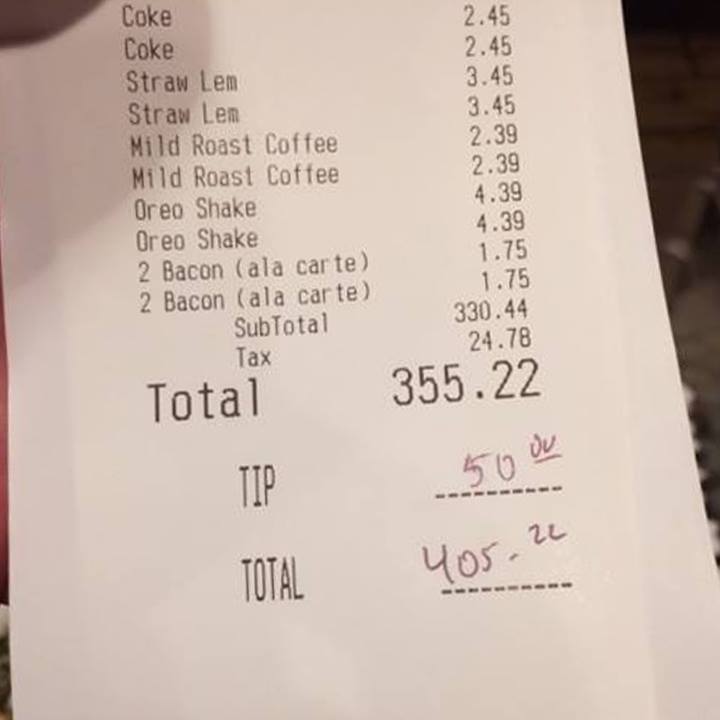 Coke 2.45
Coke 2.45
Straw Lem 3.45
Straw Lem 3.45
Mild Roast Coffee 2.39
Mild Roast Coffee 2.39
Oreo Shake 4.39
Oreo Shake 4.39
2 Bacon (ala carte) 1.75
2 Bacon (ala carte) 1.75
SubTotal 330.44
Tax 24.78
Total 355.22
TIP 50 00
TOTAL 405.22